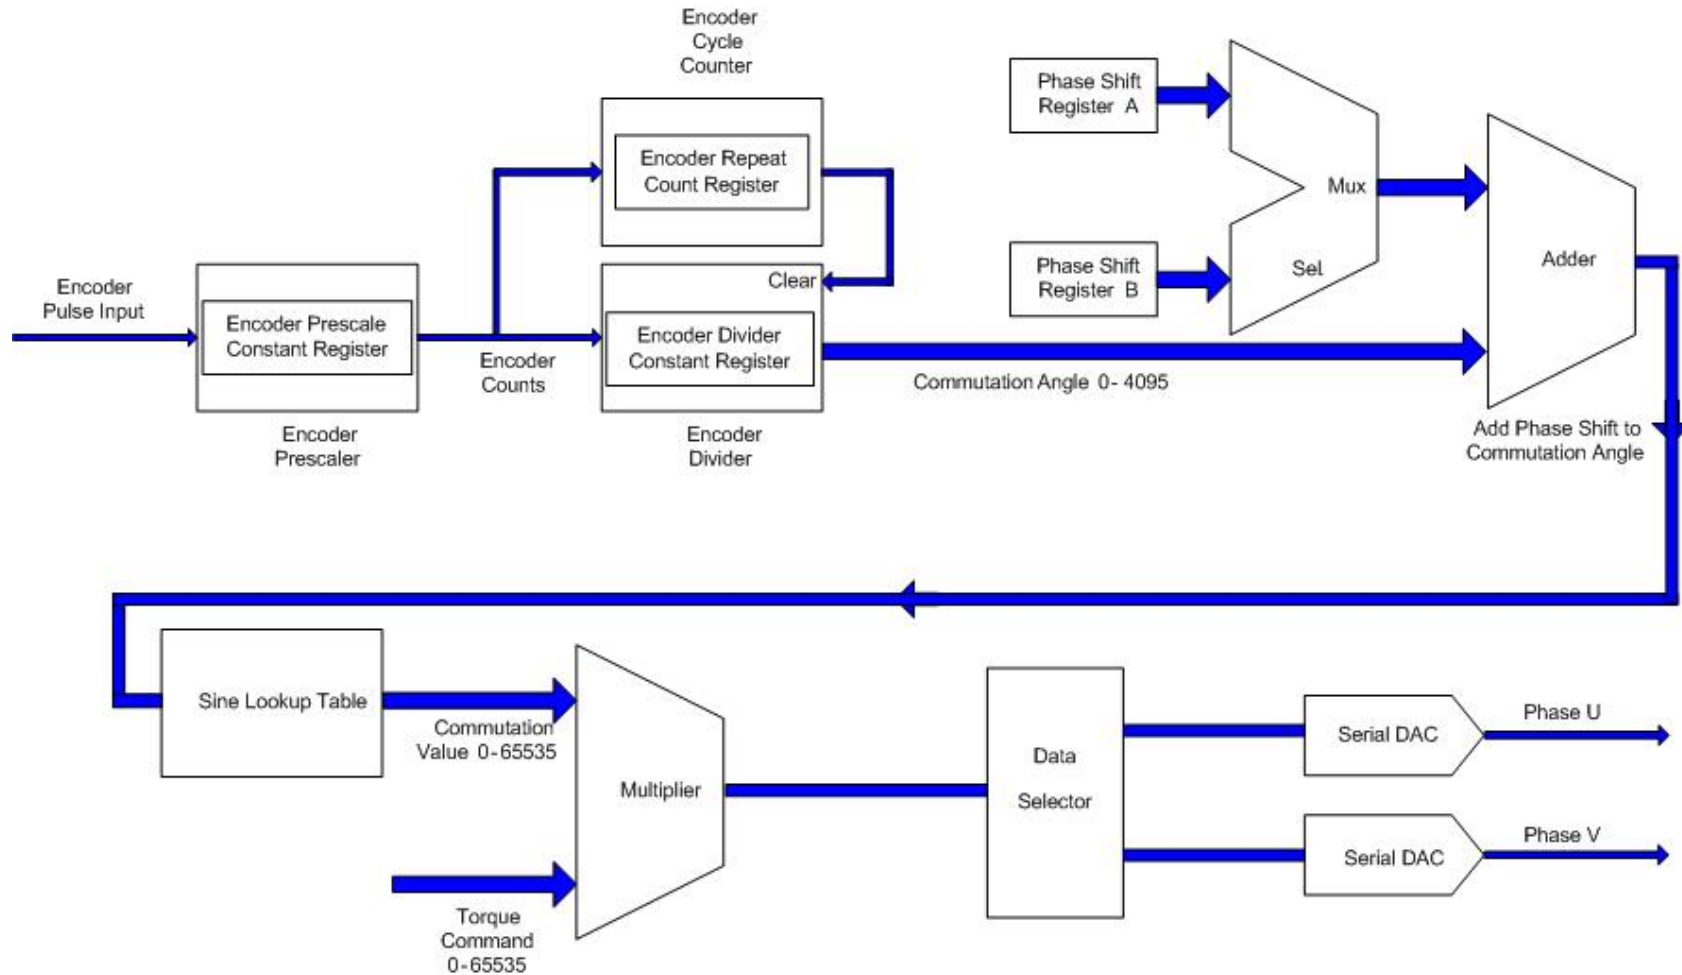 Encoder
Cycle
Counter
Encoder Repeat
Count Register
Phase Shift
Register A
Mux
Sel
Phase Shift
Register B
Adder
Encoder
Pulse Input
Encoder Prescale
Constant Register
Encoder
Prescaler
Encoder
Counts
Clear
Encoder Divider
Constant Register
Encoder
Divider
Commutation Angle 0-4095
Add Phase Shift to
Commutation Angle
Sine Lookup Table
Commutation
Value 0-65535
Multiplier
Torque
Command
0-65535
Data
Selector
Serial DAC
Phase U
Serial DAC
Phase V